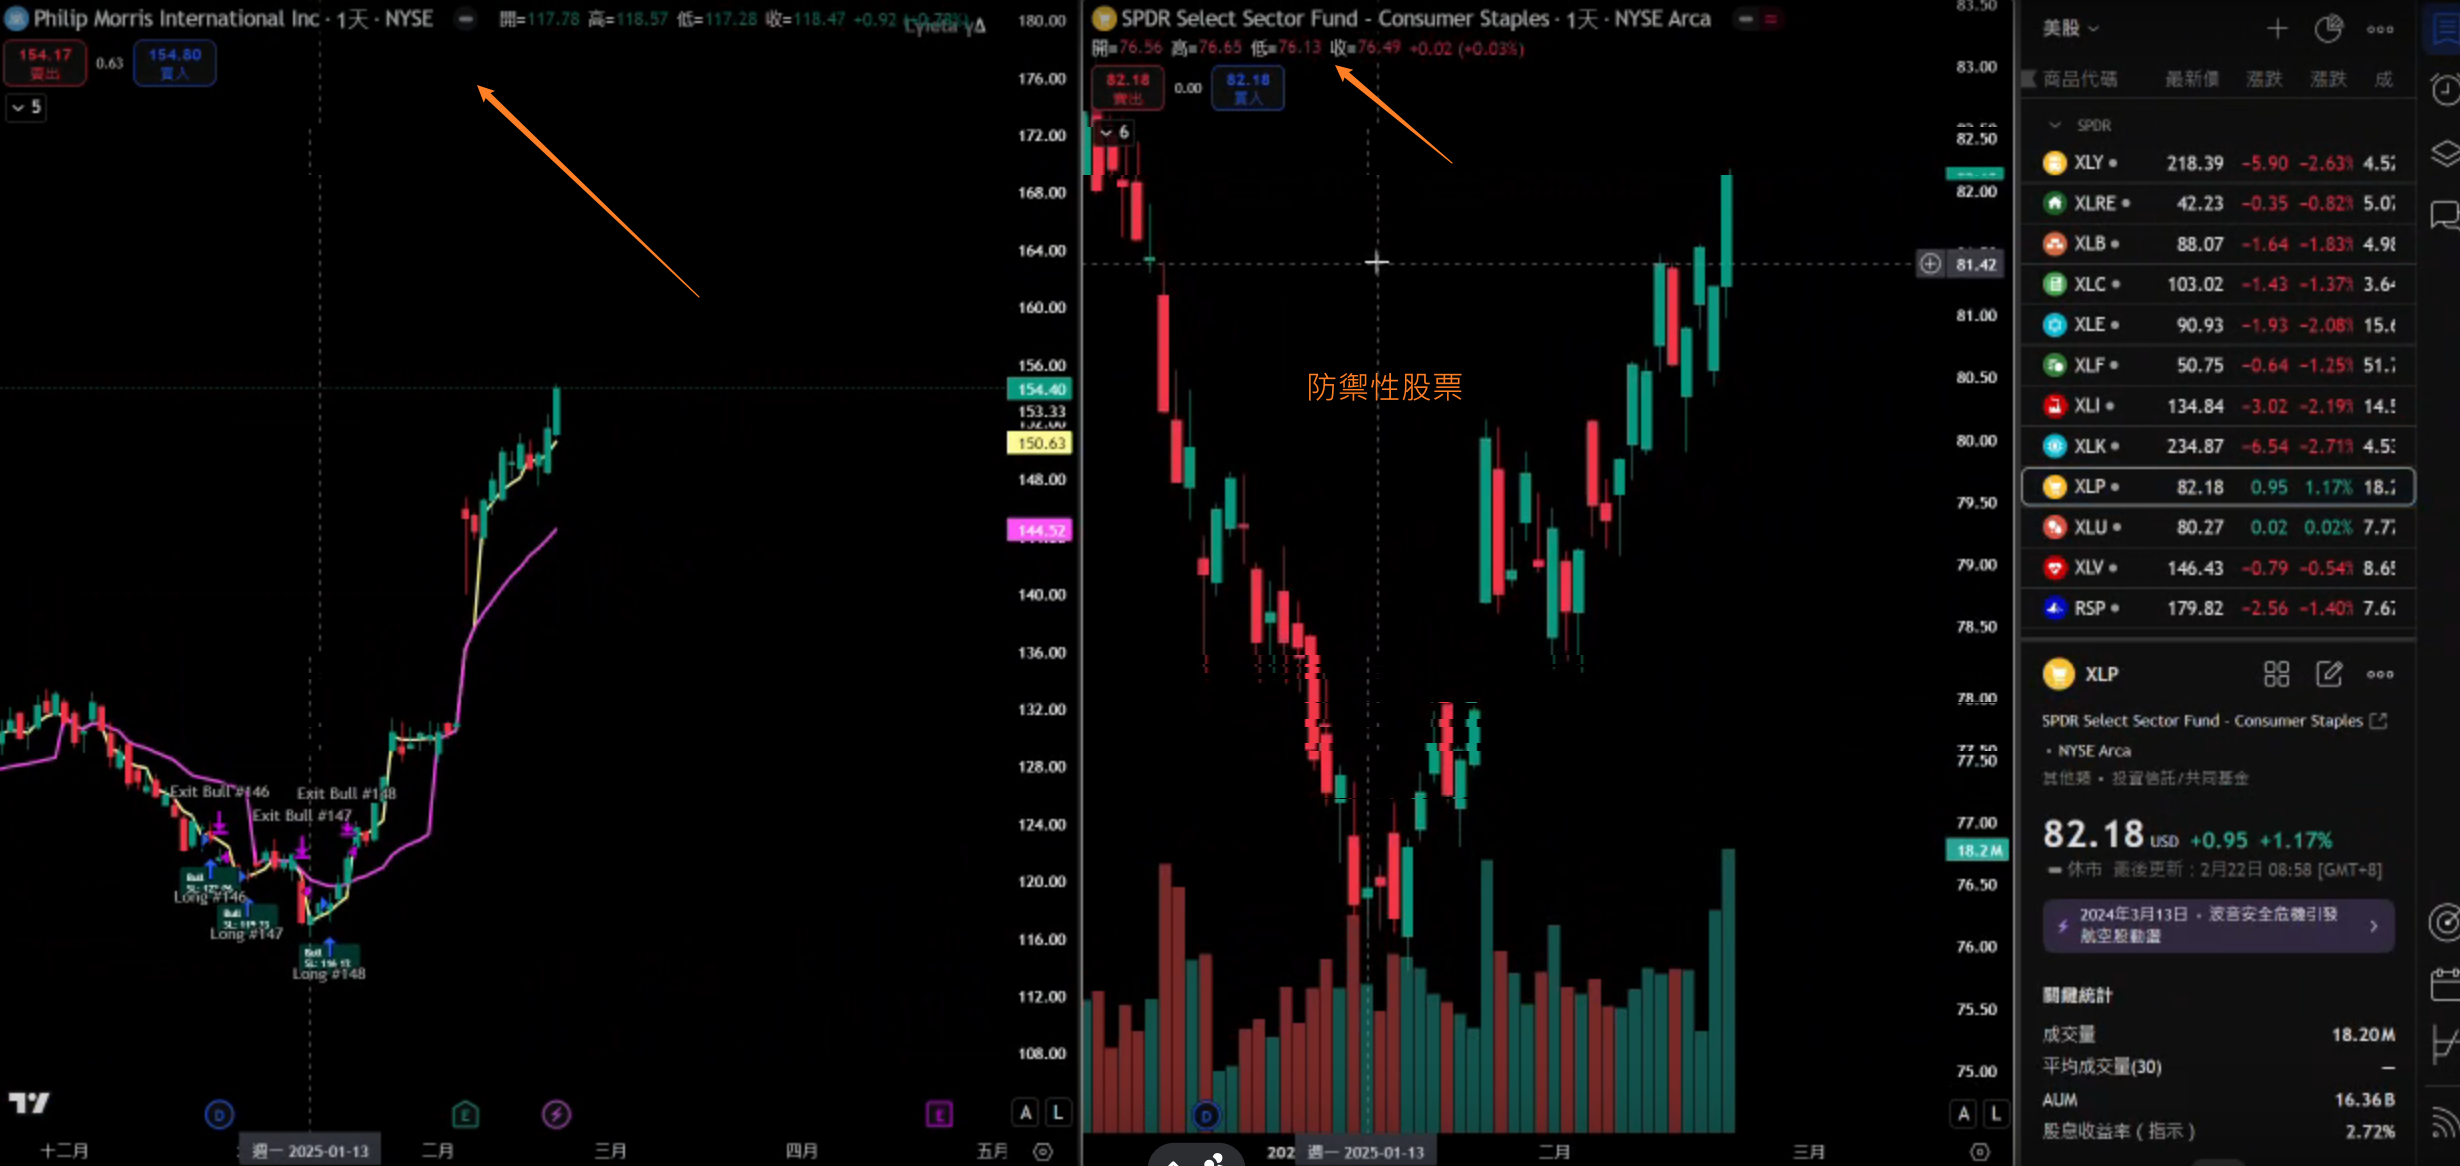 Philip Morris International Inc · 1天 · NYSE
開=117.78 高=118.57 低=117.28 收=118.47 +0.92
154.17
賣出
0.63
154.80
買入
5
180.00
176.00
172.00
168.00
164.00
160.00
156.00
154.40
153.33
150.63
148.00
144.52
140.00
136.00
132.00
128.00
124.00
120.00
116.00
112.00
108.00
Exit Bull #146
Exit Bull #148
Exit Bull #147
Bull
Long #146
Bull
Long #147
Bull
SL: 116.13
Long #148
D
E
E
A L
十二月
週一 2025-01-13
二月
三月
四月
五月
SPDR Select Sector Fund - Consumer Staples · 1天 · NYSE Arca
開=76.56 高=76.65 低=76.13 收=76.49 +0.02 (+0.03%)
82.18
賣出
0.00
82.18
買入
6
防禦性股票
83.50
83.00
82.50
82.00
81.42
81.00
80.50
80.00
79.50
79.00
78.50
78.00
77.50
77.00
18.2M
76.50
76.00
75.50
75.00
D
A L
202
週一 2025-01-13
二月
三月
美股
商品代碼 最新價 漲跌 漲跌 成
SPDR
XLY 218.39 −5.90 −2.63% 4.52
XLRE 42.23 −0.35 −0.82% 5.07
XLB 88.07 −1.64 −1.83% 4.98
XLC 103.02 −1.43 −1.37% 3.64
XLE 90.93 −1.93 −2.08% 15.6
XLF 50.75 −0.64 −1.25% 51.7
XLI 134.84 −3.02 −2.19% 14.5
XLK 234.87 −6.54 −2.71% 4.53
XLP 82.18 0.95 1.17% 18.2
XLU 80.27 0.02 0.02% 7.77
XLV 146.43 −0.79 −0.54% 8.65
RSP 179.82 −2.56 −1.40% 7.67
XLP
SPDR Select Sector Fund - Consumer Staples
• NYSE Arca
其他類 • 投資信託/共同基金
82.18 USD +0.95 +1.17%
休市 最後更新：2月22日 08:58 [GMT+8]
2024年3月13日 • 波音安全危機引發
航空股動盪
關鍵統計
成交量 18.20M
平均成交量(30) —
AUM 16.36B
股息收益率（指示） 2.72%